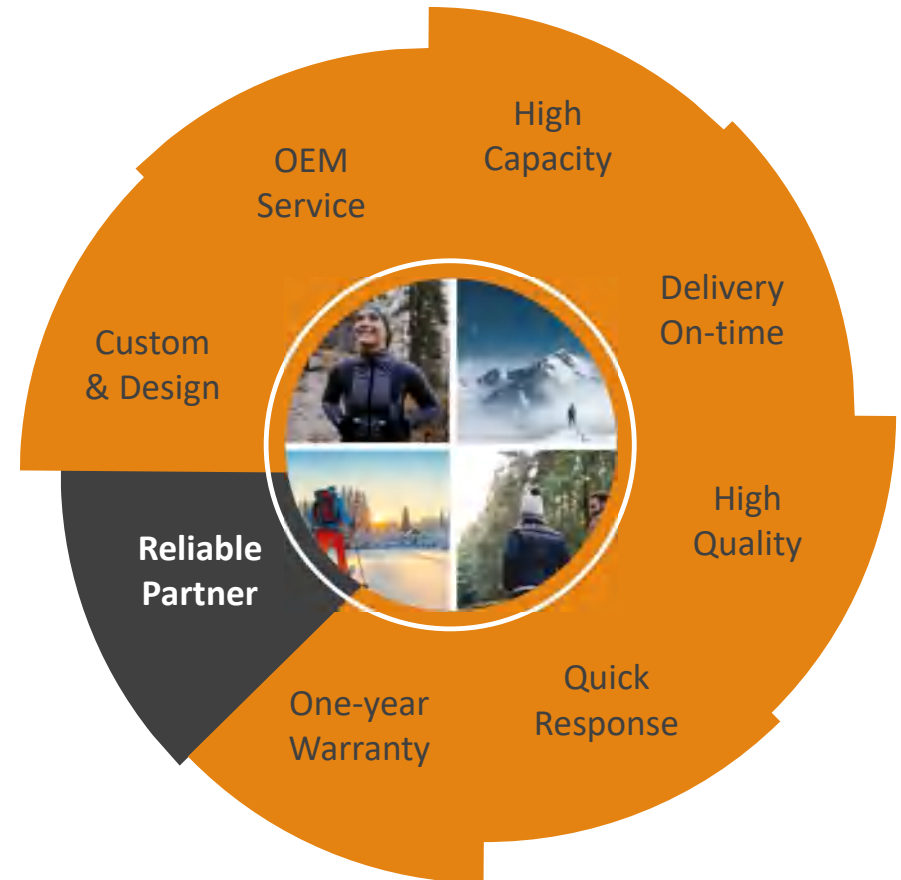 High
Capacity
OEM
Service
Delivery
On-time
Custom
& Design
High
Quality
Reliable
Partner
Quick
Response
One-year
Warranty